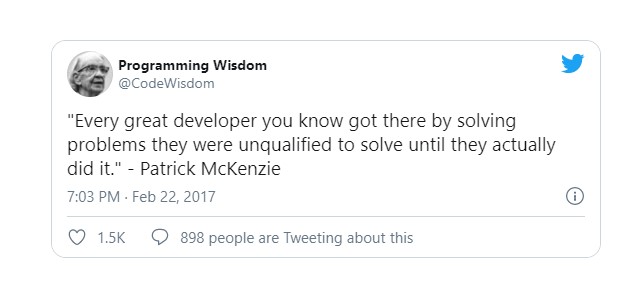 Programming Wisdom
@CodeWisdom
"Every great developer you know got there by solving
problems they were unqualified to solve until they actually
did it." - Patrick McKenzie
7:03 PM · Feb 22, 2017
1.5K 898 people are Tweeting about this